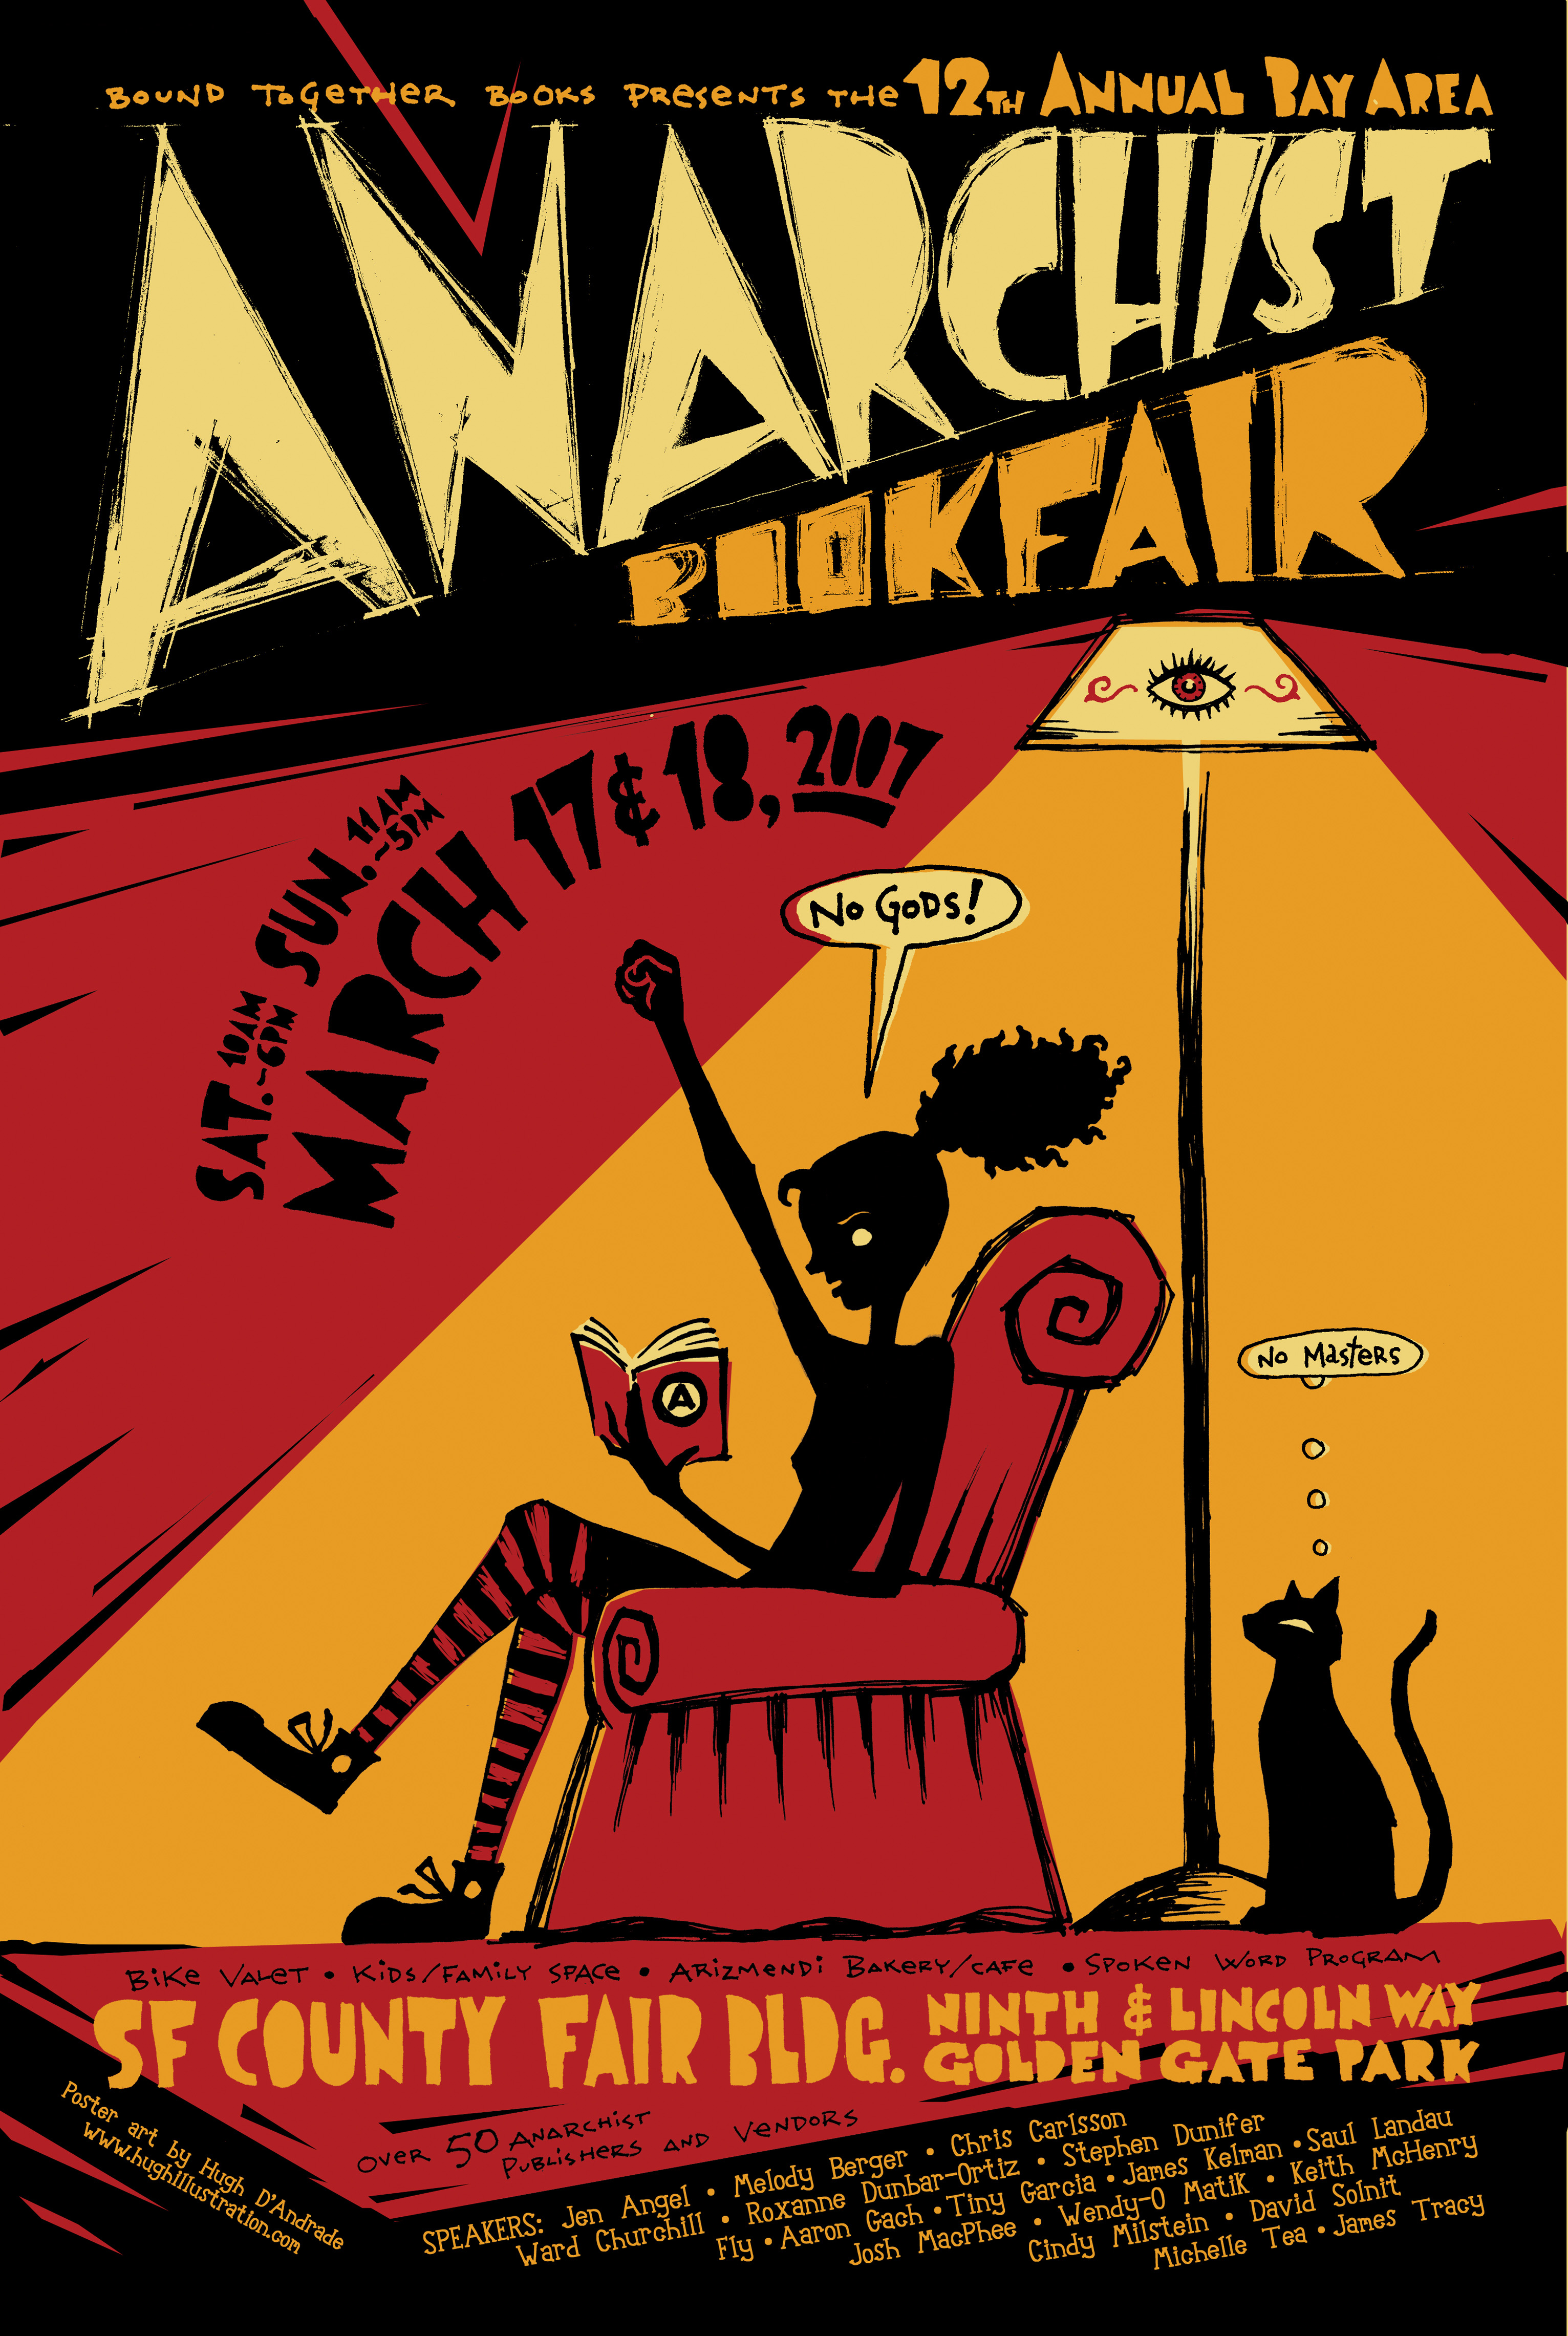 BOUND TOGETHER BOOKS PRESENTS THE 12TH ANNUAL BAY AREA
ANARCHIST
BOOKFAIR
SAT. 10AM ~6PM SUN. 11AM ~5PM
MARCH 17 & 18, 2007
No GODS!
No Masters
A
BIKE VALET • KIDS/FAMILY SPACE • ARIZMENDI BAKERY/CAFE • SPOKEN WORD PROGRAM
SF COUNTY FAIR BLDG. NINTH & LINCOLN WAY
GOLDEN GATE PARK
OVER 50 ANARCHIST
PUBLISHERS AND VENDORS
Poster art by Hugh D'Andrade
www.hughillustration.com
SPEAKERS: Jen Angel • Melody Berger • Chris Carlsson
Ward Churchill • Roxanne Dunbar-Ortiz • Stephen Dunifer
Fly • Aaron Gach • Tiny Garcia • James Kelman • Saul Landau
Josh MacPhee • Wendy-O Matik • Keith McHenry
Cindy Milstein • David Solnit
Michelle Tea • James Tracy